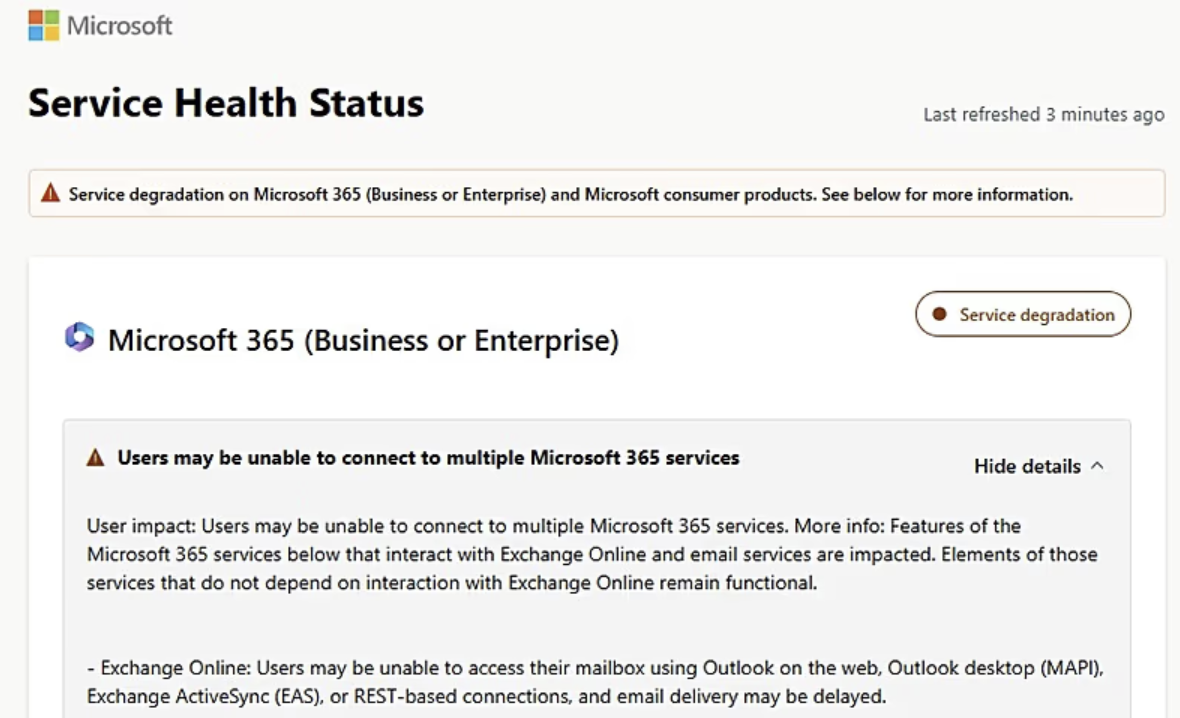 Microsoft
Service Health Status
Last refreshed 3 minutes ago
Service degradation on Microsoft 365 (Business or Enterprise) and Microsoft consumer products. See below for more information.
Service degradation
Microsoft 365 (Business or Enterprise)
Users may be unable to connect to multiple Microsoft 365 services
Hide details
User impact: Users may be unable to connect to multiple Microsoft 365 services. More info: Features of the
Microsoft 365 services below that interact with Exchange Online and email services are impacted. Elements of those
services that do not depend on interaction with Exchange Online remain functional.
- Exchange Online: Users may be unable to access their mailbox using Outlook on the web, Outlook desktop (MAPI),
Exchange ActiveSync (EAS), or REST-based connections, and email delivery may be delayed.